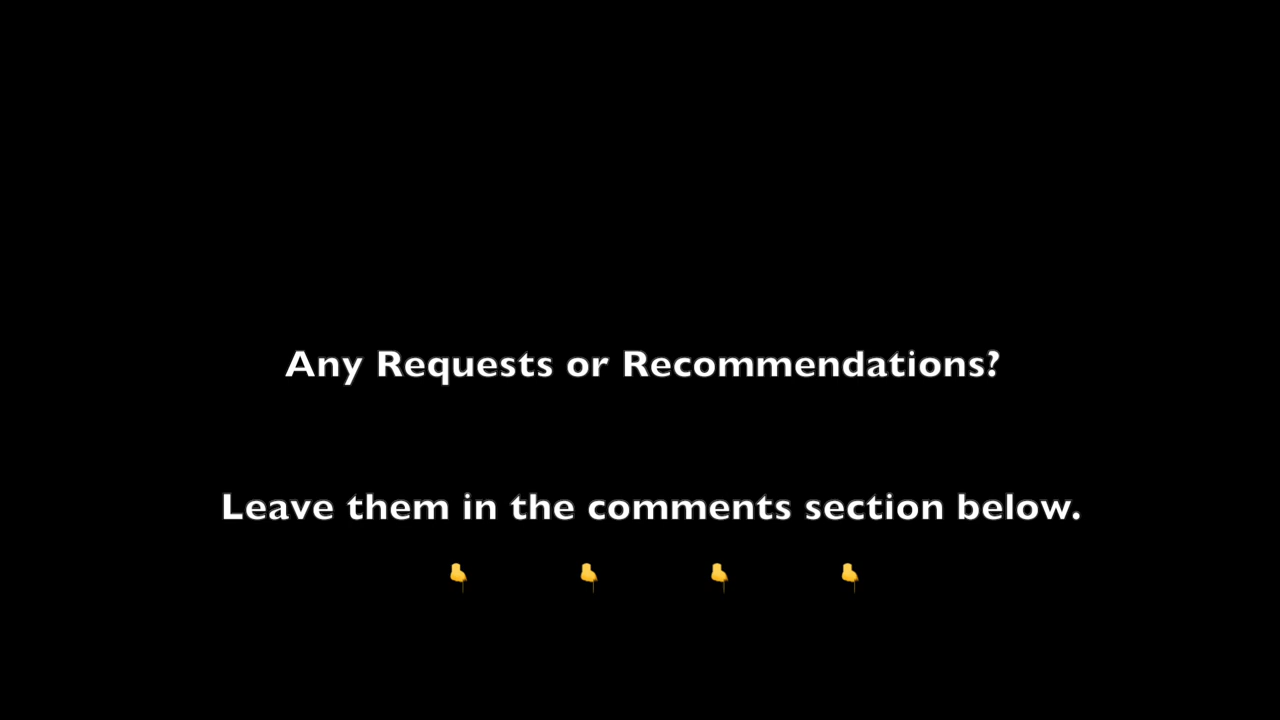 Any Requests or Recommendations?
Leave them in the comments section below.
👇 👇 👇 👇